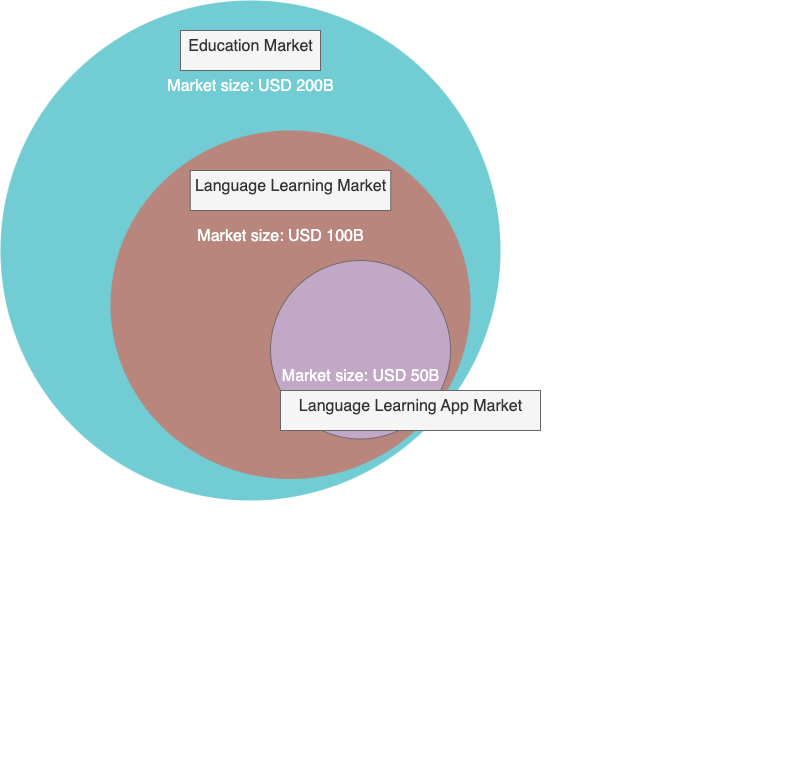 Education Market
Market size: USD 200B
Language Learning Market
Market size: USD 100B
Market size: USD 50B
Language Learning App Market